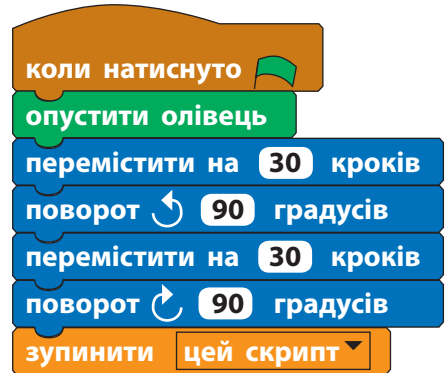 коли натиснуто
опустити олівець
перемістити на 30 кроків
поворот 90 градусів
перемістити на 30 кроків
поворот 90 градусів
зупинити цей скрипт